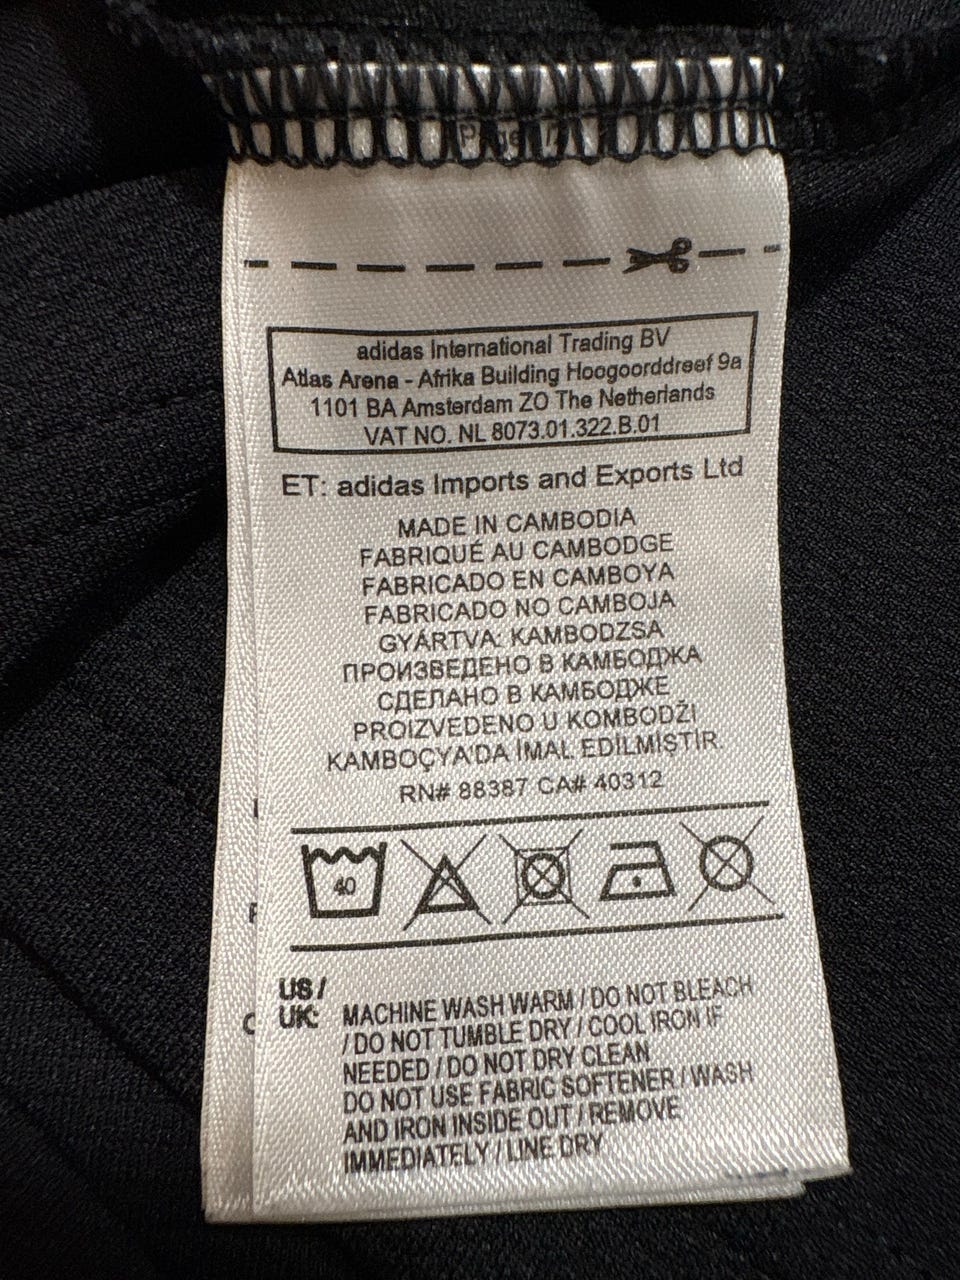 adidas International Trading BV
Atlas Arena - Afrika Building Hoogoorddreef 9a
1101 BA Amsterdam ZO The Netherlands
VAT NO. NL 8073.01.322.B.01
ET: adidas Imports and Exports Ltd
MADE IN CAMBODIA
FABRIQUÉ AU CAMBODGE
FABRICADO EN CAMBOYA
FABRICADO NO CAMBOJA
GYÁRTVA: KAMBODZSA
ПРОИЗВЕДЕНО В КАМБОДЖА
СДЕЛАНО В КАМБОДЖЕ
PROIZVEDENO U KOMBODŽI
KAMBOÇYA'DA İMAL EDİLMİŞTİR.
RN# 88387 CA# 40312
40
US /
UK: MACHINE WASH WARM / DO NOT BLEACH
/ DO NOT TUMBLE DRY / COOL IRON IF
NEEDED / DO NOT DRY CLEAN
DO NOT USE FABRIC SOFTENER / WASH
AND IRON INSIDE OUT / REMOVE
IMMEDIATELY / LINE DRY